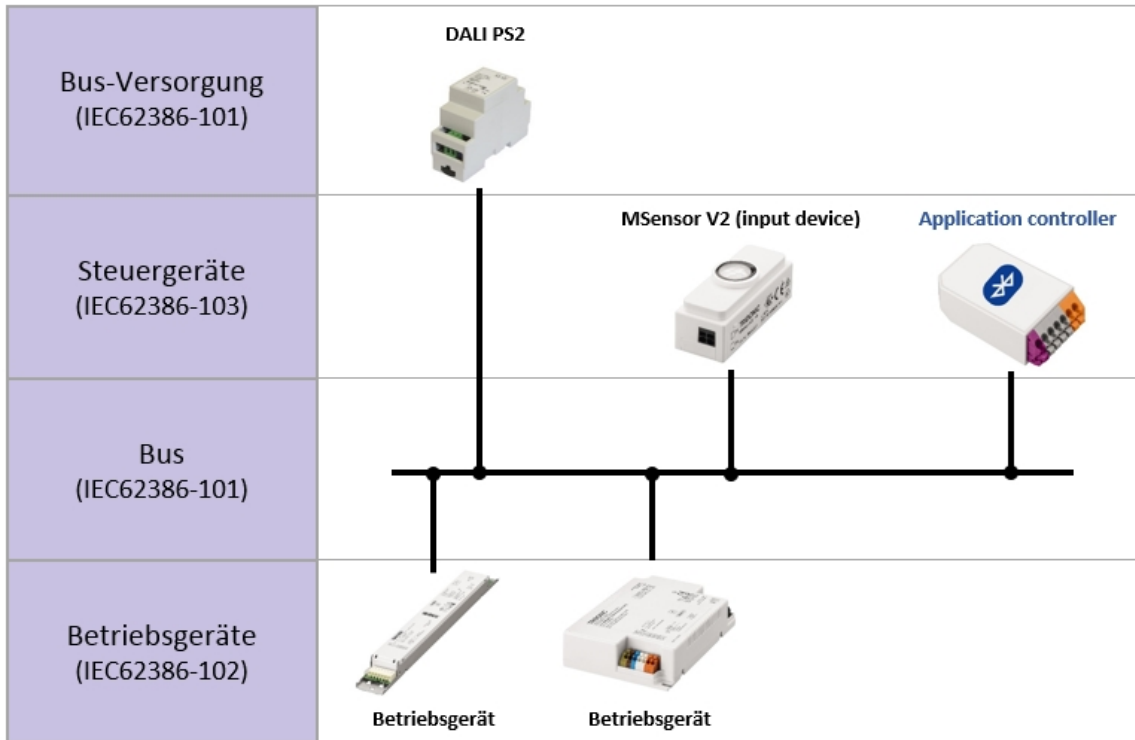 DALI PS2
Bus-Versorgung
(IEC62386-101)
MSensor V2 (input device)
Application controller
Steuergeräte
(IEC62386-103)
Bus
(IEC62386-101)
Betriebsgeräte
(IEC62386-102)
Betriebsgerät
Betriebsgerät